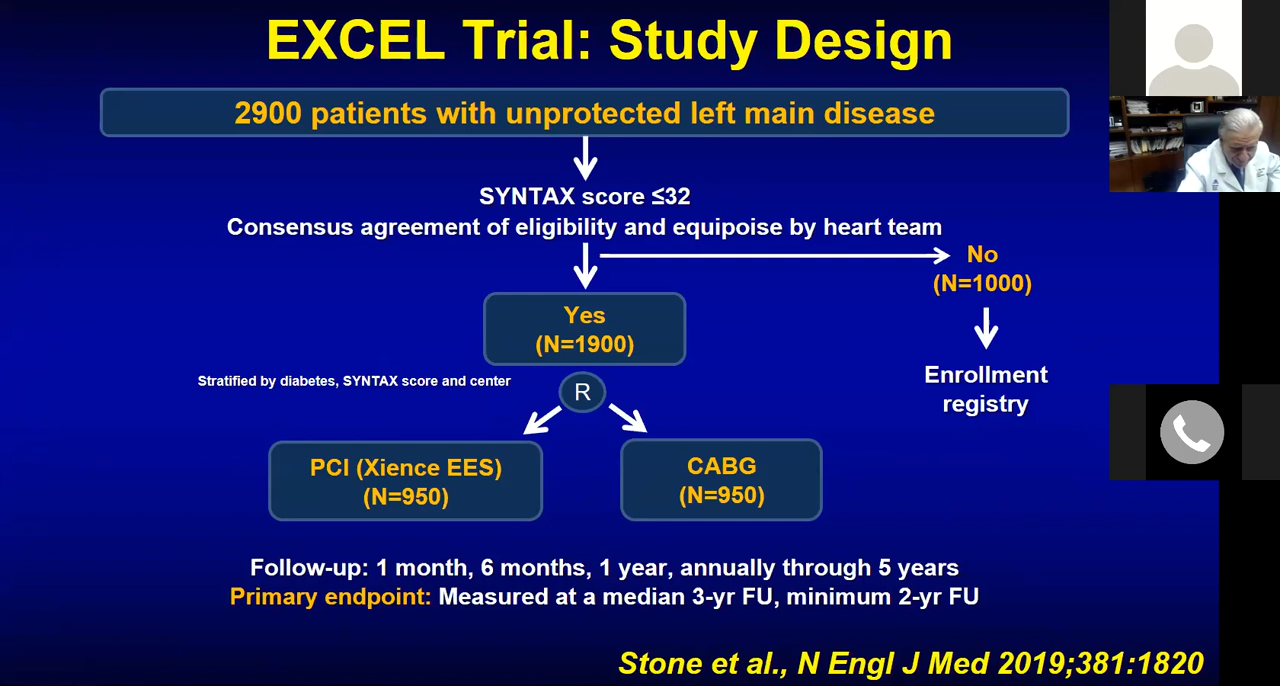 EXCEL Trial: Study Design
2900 patients with unprotected left main disease
SYNTAX score ≤32
Consensus agreement of eligibility and equipoise by heart team
No
(N=1000)
Yes
(N=1900)
Enrollment
registry
Stratified by diabetes, SYNTAX score and center
R
PCI (Xience EES)
(N=950)
CABG
(N=950)
Follow-up: 1 month, 6 months, 1 year, annually through 5 years
Primary endpoint: Measured at a median 3-yr FU, minimum 2-yr FU
Stone et al., N Engl J Med 2019;381:1820